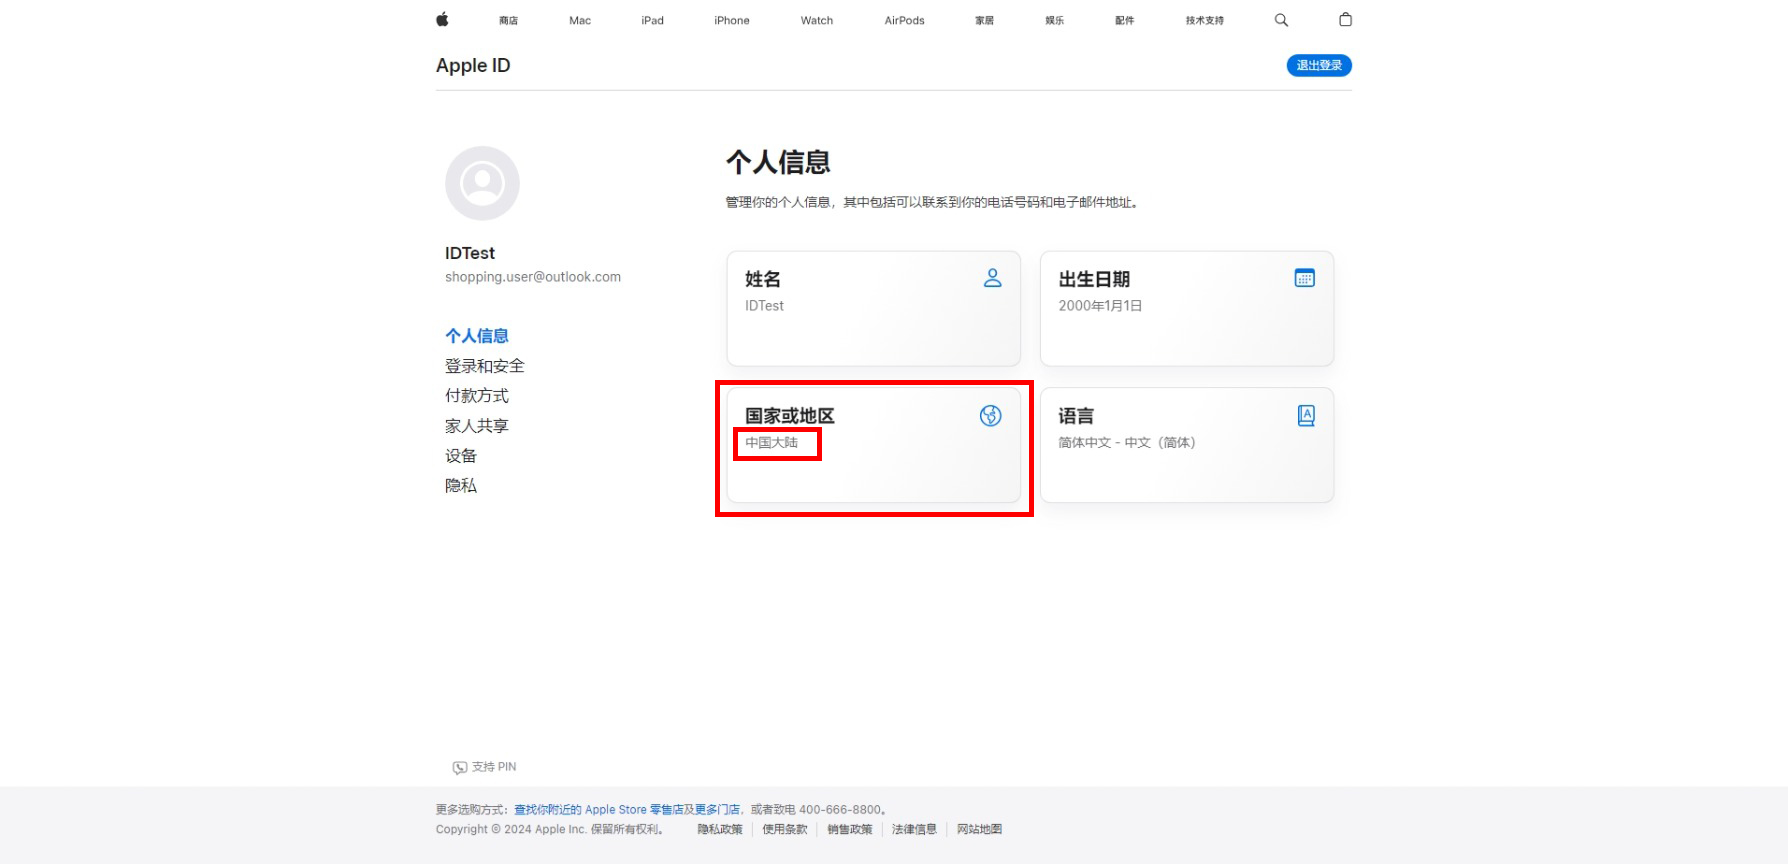 商店 Mac iPad iPhone Watch AirPods 家居 娱乐 配件 技术支持
Apple ID
退出登录
IDTest
shopping.user@outlook.com
个人信息
登录和安全
付款方式
家人共享
设备
隐私
个人信息
管理你的个人信息，其中包括可以联系到你的电话号码和电子邮件地址。
姓名
IDTest
出生日期
2000年1月1日
国家或地区
中国大陆
语言
简体中文 - 中文（简体）
支持 PIN
更多选购方式：查找你附近的 Apple Store 零售店及更多门店，或者致电 400-666-8800。
Copyright © 2024 Apple Inc. 保留所有权利。 隐私政策 使用条款 销售政策 法律信息 网站地图